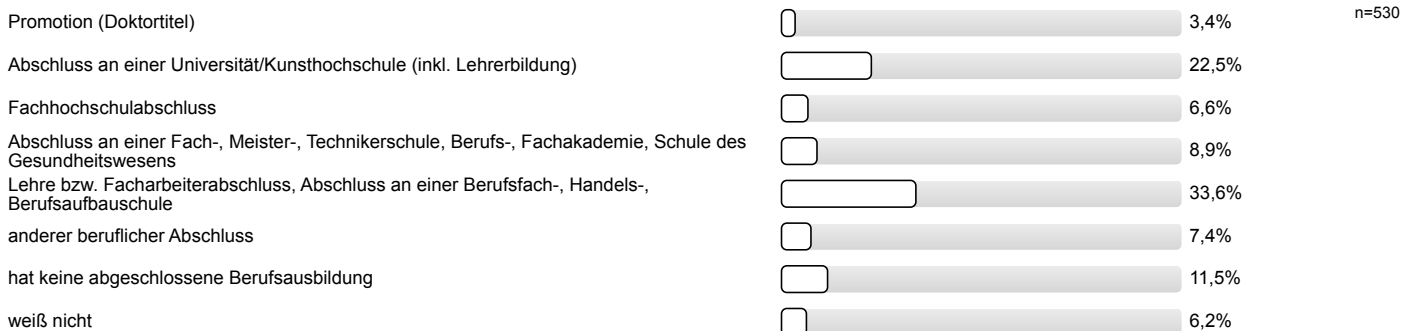 Promotion (Doktortitel) 3,4% n=530
Abschluss an einer Universität/Kunsthochschule (inkl. Lehrerbildung) 22,5%
Fachhochschulabschluss 6,6%
Abschluss an einer Fach-, Meister-, Technikerschule, Berufs-, Fachakademie, Schule des
Gesundheitswesens 8,9%
Lehre bzw. Facharbeiterabschluss, Abschluss an einer Berufsfach-, Handels-,
Berufsaufbauschule 33,6%
anderer beruflicher Abschluss 7,4%
hat keine abgeschlossene Berufsausbildung 11,5%
weiß nicht 6,2%